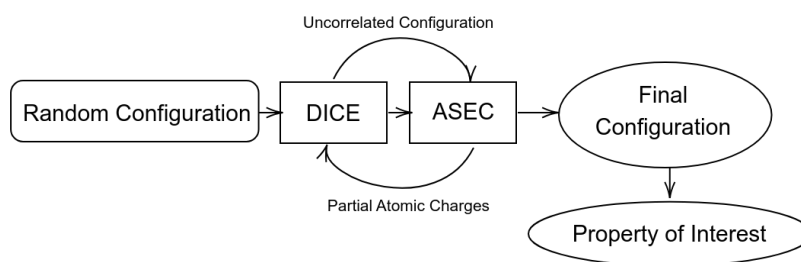 Uncorrelated Configuration
Random Configuration
DICE
ASEC
Final
Configuration
Partial Atomic Charges
Property of Interest